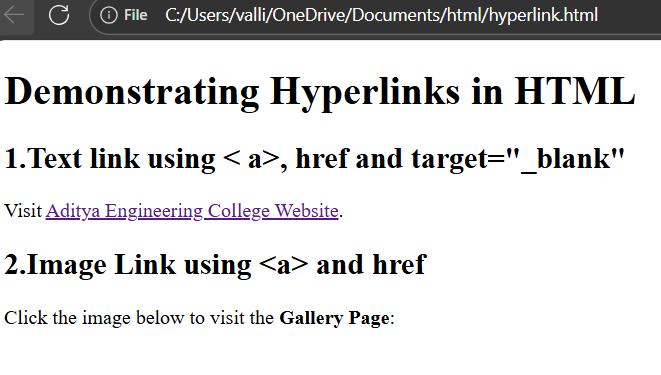 File C:/Users/valli/OneDrive/Documents/html/hyperlink.html
Demonstrating Hyperlinks in HTML
1.Text link using < a>, href and target="_blank"
Visit Aditya Engineering College Website.
2.Image Link using <a> and href
Click the image below to visit the Gallery Page: